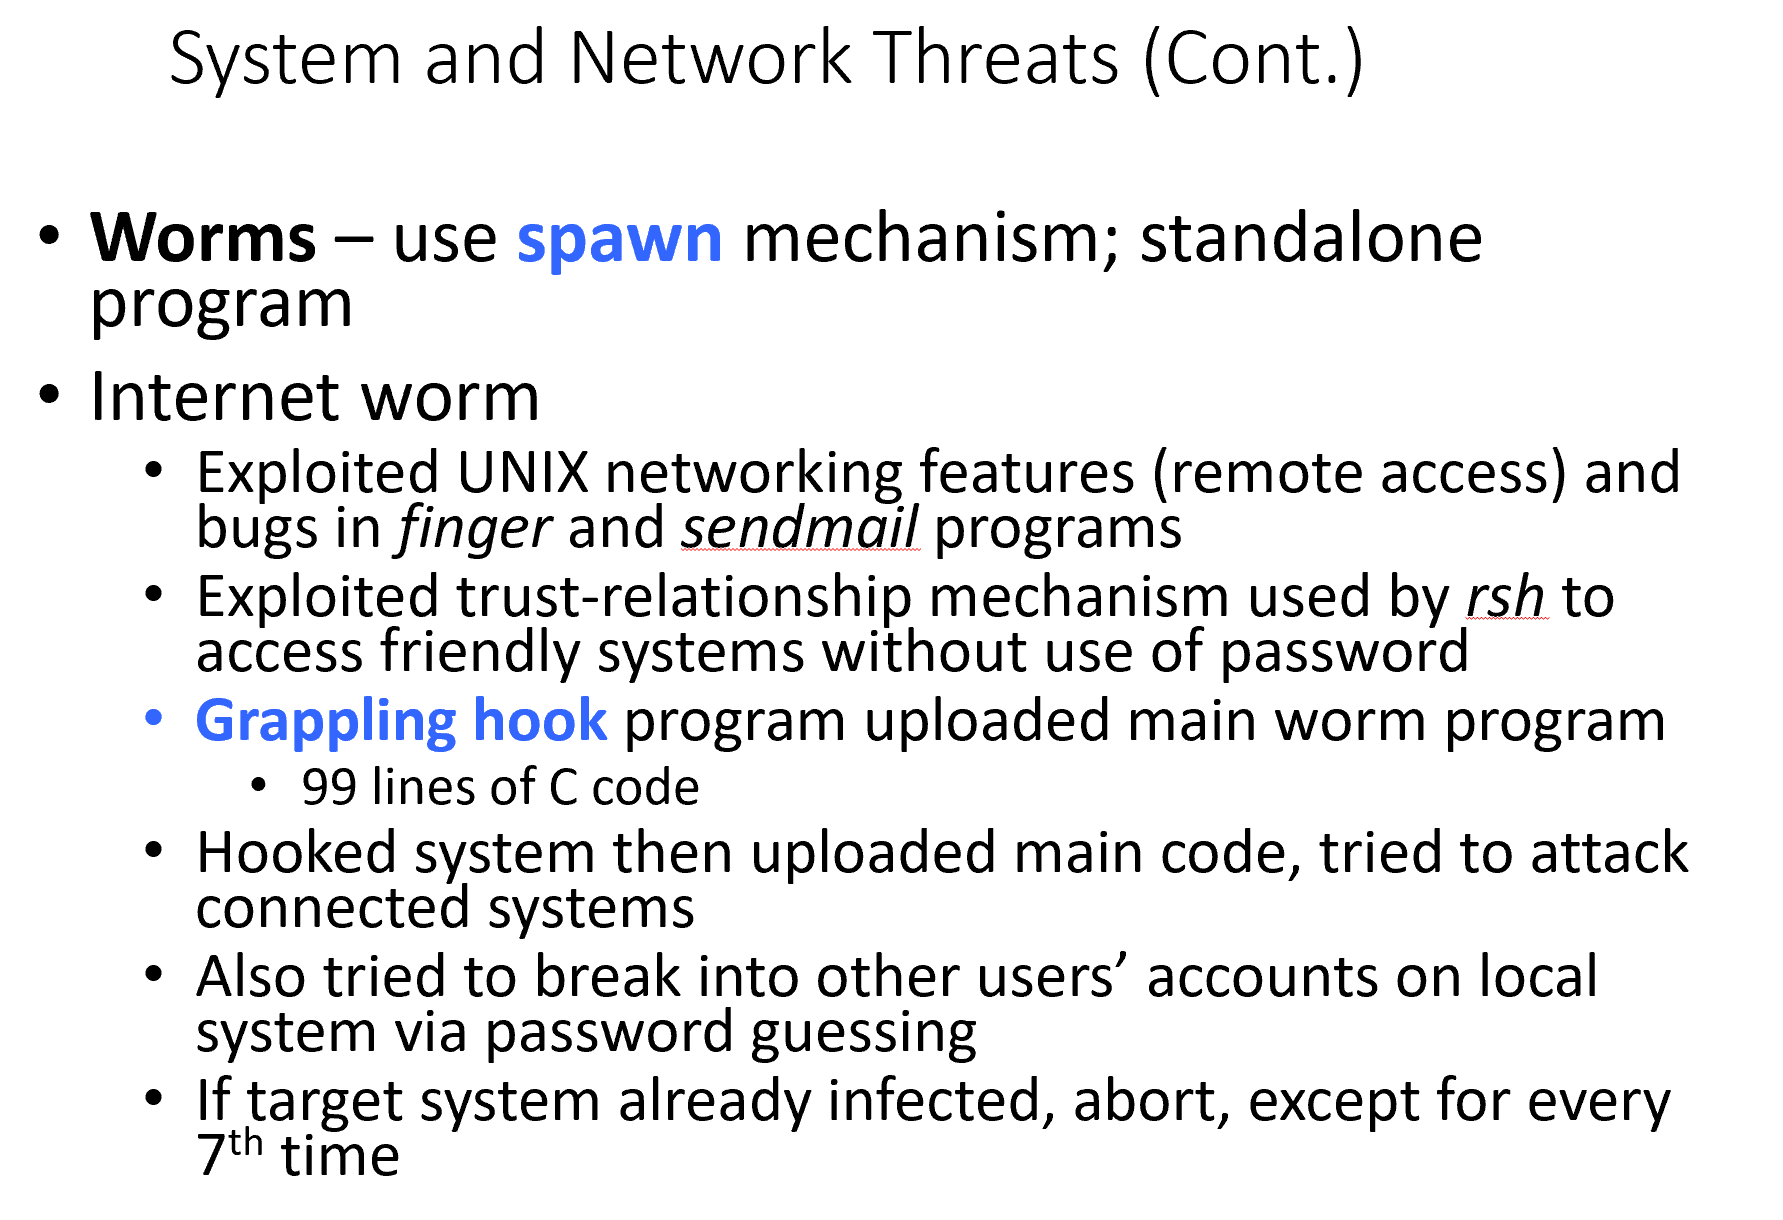 System and Network Threats (Cont.)
• Worms – use spawn mechanism; standalone
program
• Internet worm
• Exploited UNIX networking features (remote access) and
bugs in finger and sendmail programs
• Exploited trust-relationship mechanism used by rsh to
access friendly systems without use of password
• Grappling hook program uploaded main worm program
• 99 lines of C code
• Hooked system then uploaded main code, tried to attack
connected systems
• Also tried to break into other users’ accounts on local
system via password guessing
• If target system already infected, abort, except for every
7th time